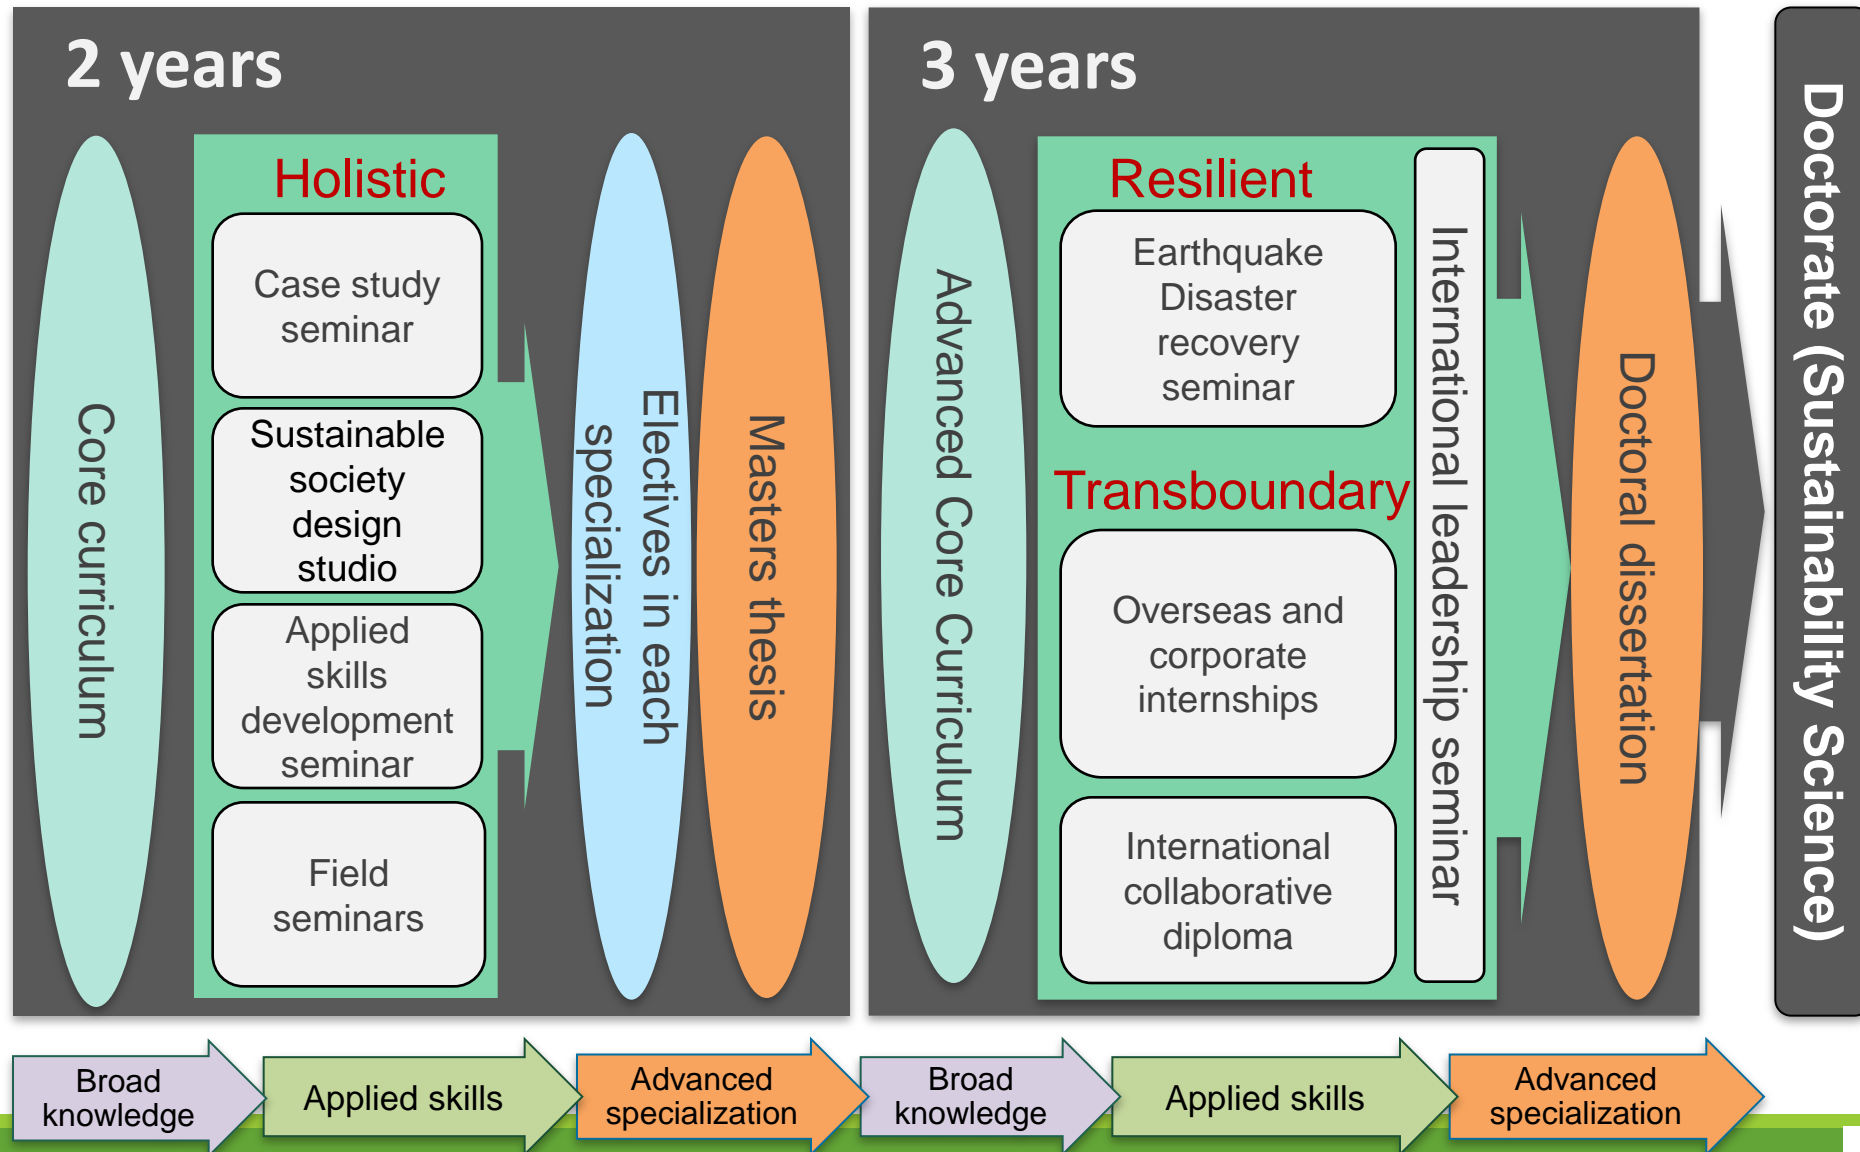 2 years
Core curriculum
Holistic
Case study
seminar
Sustainable
society
design
studio
Applied
skills
development
seminar
Field
seminars
Electives in each
specialization
Masters thesis
3 years
Advanced Core Curriculum
Resilient
Earthquake
Disaster
recovery
seminar
Transboundary
Overseas and
corporate
internships
International
collaborative
diploma
International leadership seminar
Doctoral dissertation
Doctorate (Sustainability Science)
Broad
knowledge
Applied skills
Advanced
specialization
Broad
knowledge
Applied skills
Advanced
specialization